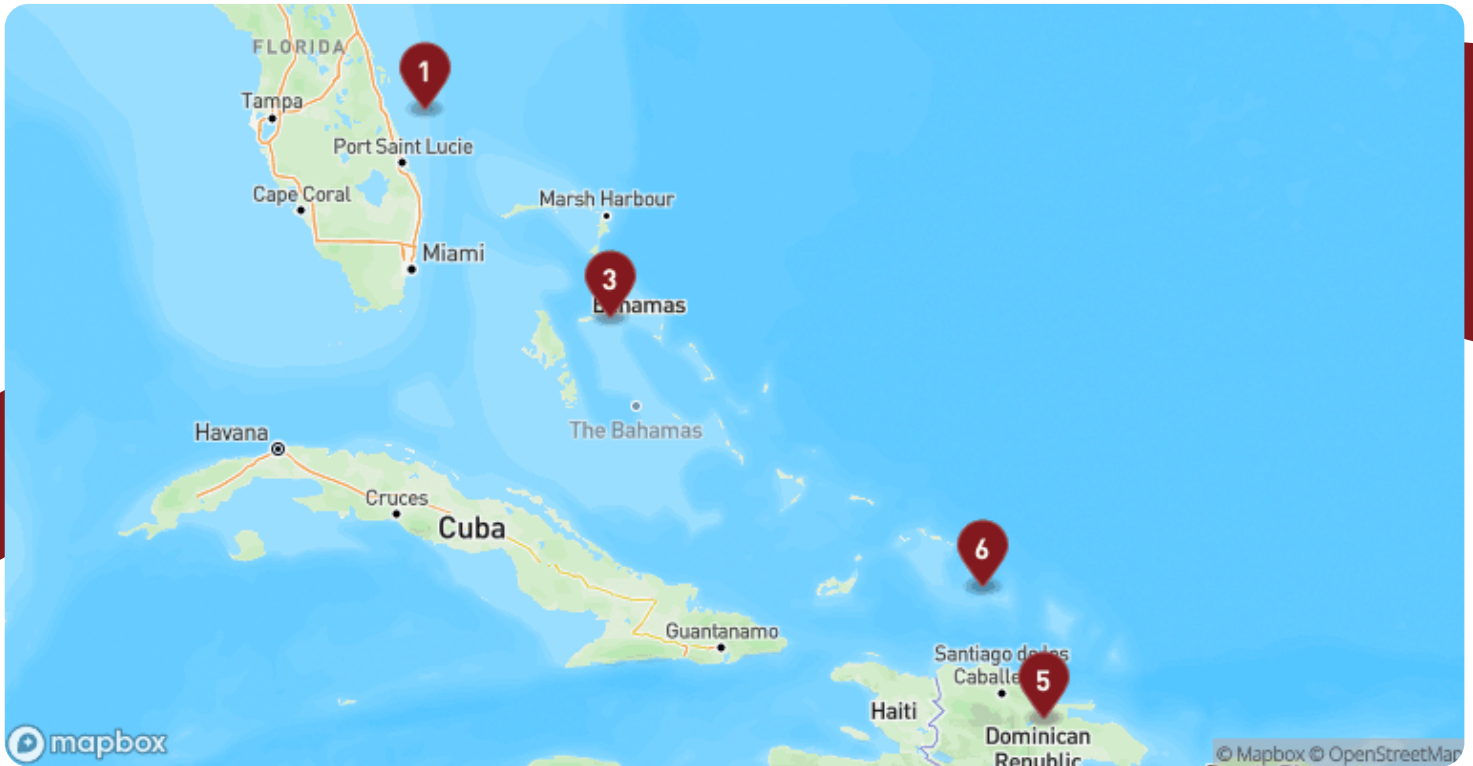 FLORIDA
1
Tampa
Port Saint Lucie
Cape Coral
Marsh Harbour
Miami
3
Bahamas
The Bahamas
Havana
Cruces
Cuba
6
Guantanamo
Santiago de los
Caballe
5
Haiti
Dominican
Republic
mapbox
© Mapbox © OpenStreetMap